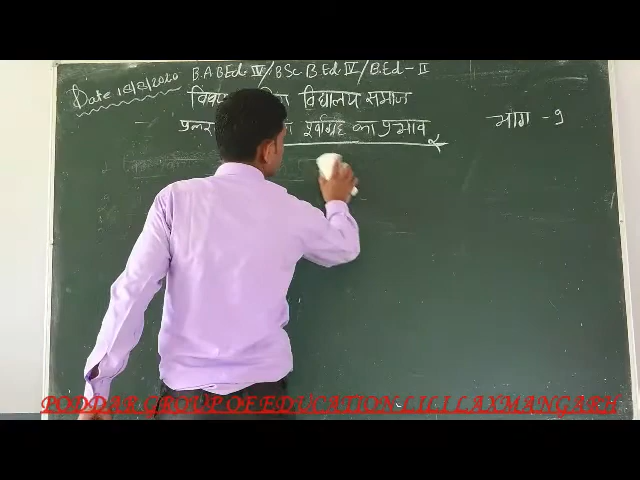 Date 18/8/2020
B.A B.Ed. IV / BSc B.Ed. IV / B.Ed - II
विद्यालय समाज
पूर्वाग्रह का प्रभाव
भाग - 9
PODDAR GROUP OF EDUCATION LILI LAXMANGARH